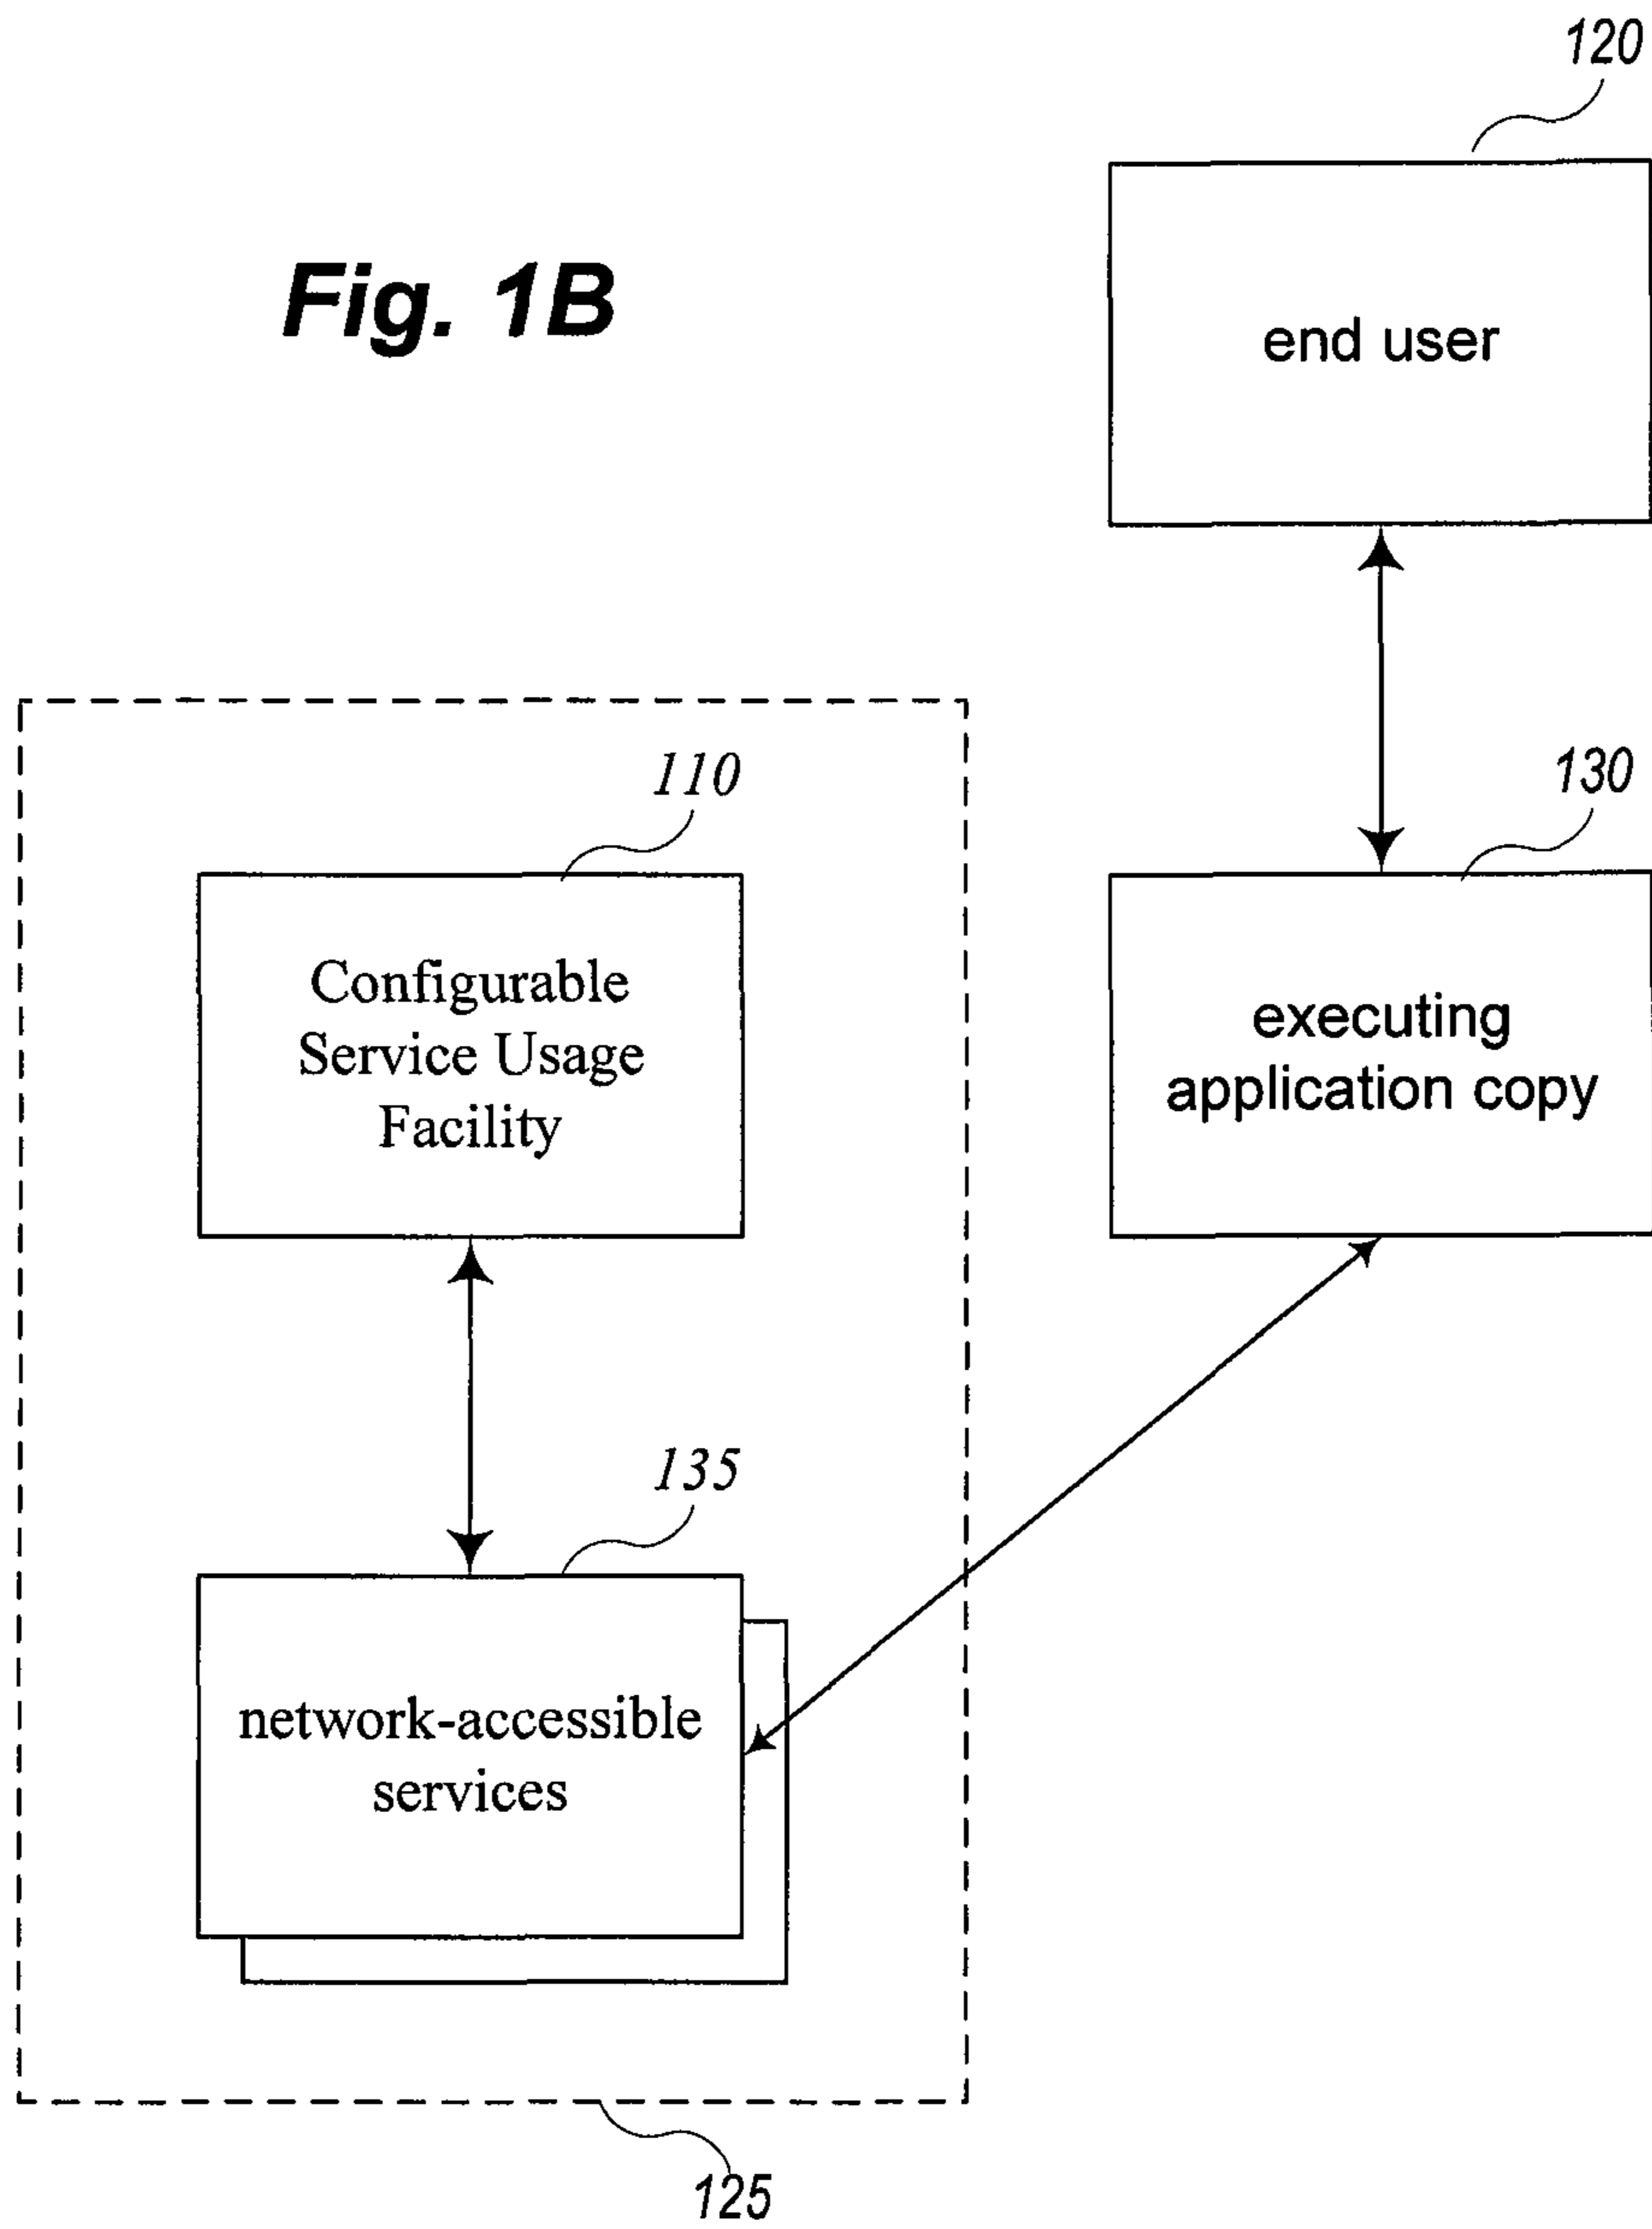 120
Fig. 1B
end user
110
130
Configurable
Service Usage
Facility
executing
application copy
135
network-accessible
services
125